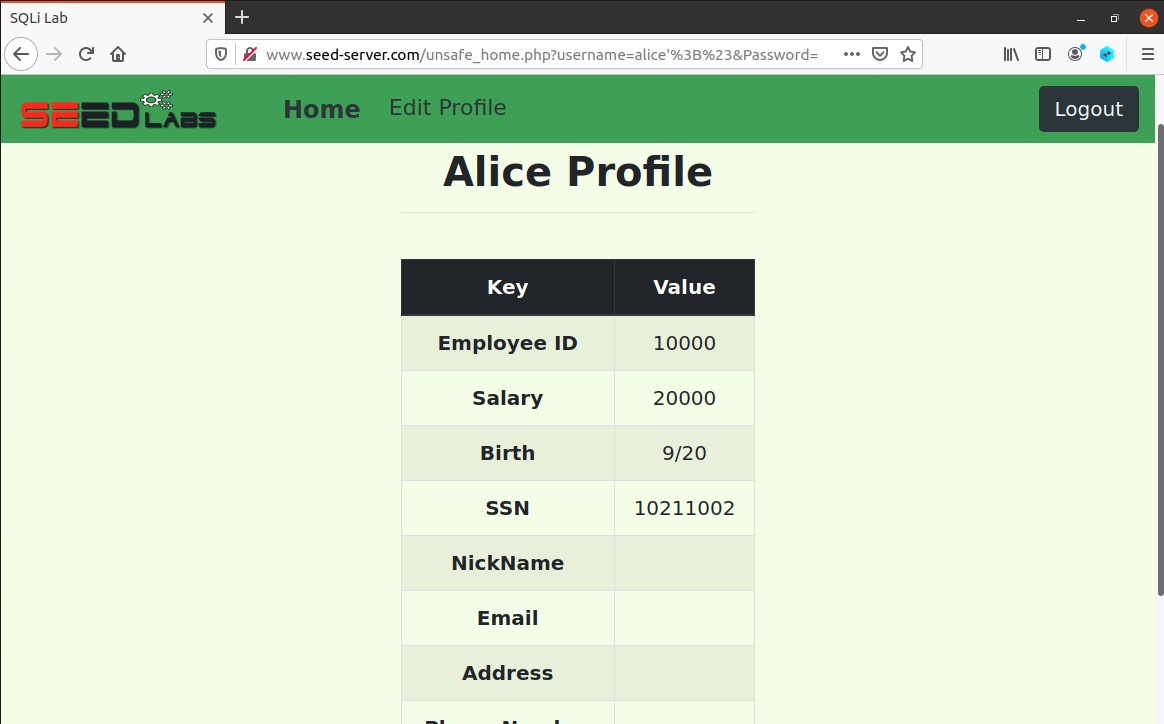 SQLi Lab
www.seed-server.com/unsafe_home.php?username=alice'%3B%23&Password=
SEED LABS
Home Edit Profile Logout
Alice Profile
Key Value
Employee ID 10000
Salary 20000
Birth 9/20
SSN 10211002
NickName
Email
Address